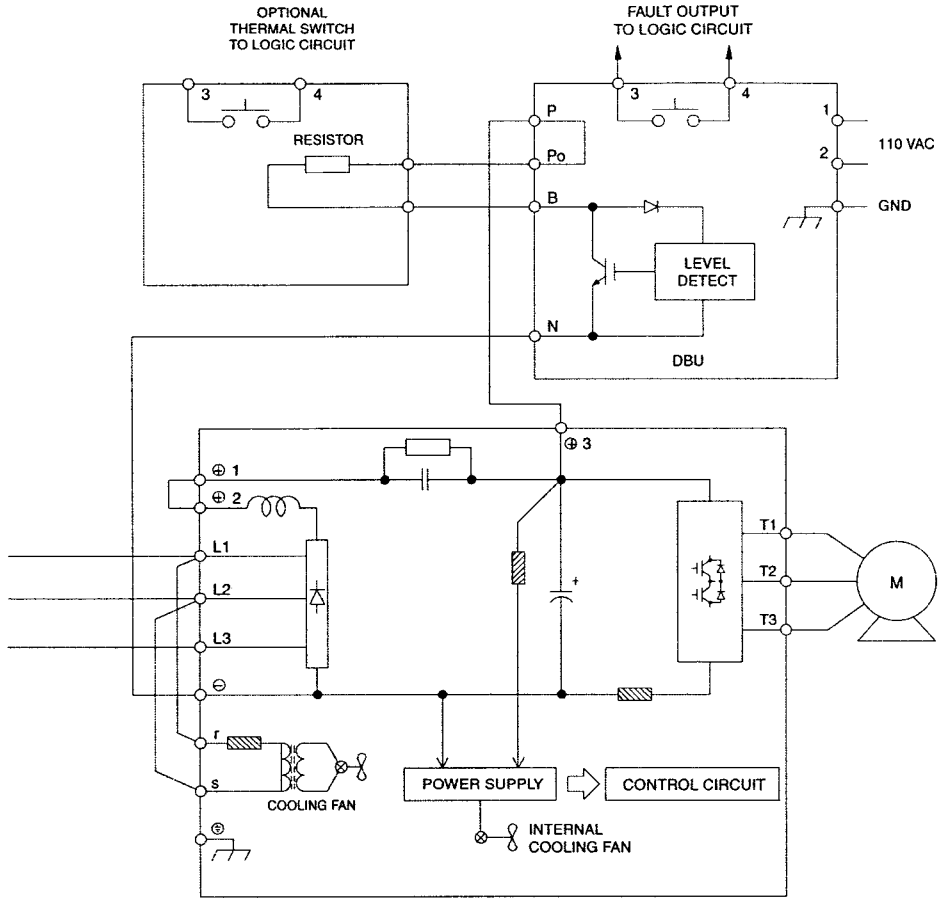 OPTIONAL
THERMAL SWITCH
TO LOGIC CIRCUIT
FAULT OUTPUT
TO LOGIC CIRCUIT
3
4
3
4
RESISTOR
P
Po
B
N
1
2
110 VAC
GND
LEVEL
DETECT
DBU
⊕ 3
⊕ 1
⊕ 2
L1
L2
L3
⊖
+
T1
T2
T3
M
r
s
COOLING FAN
POWER SUPPLY
CONTROL CIRCUIT
INTERNAL
COOLING FAN